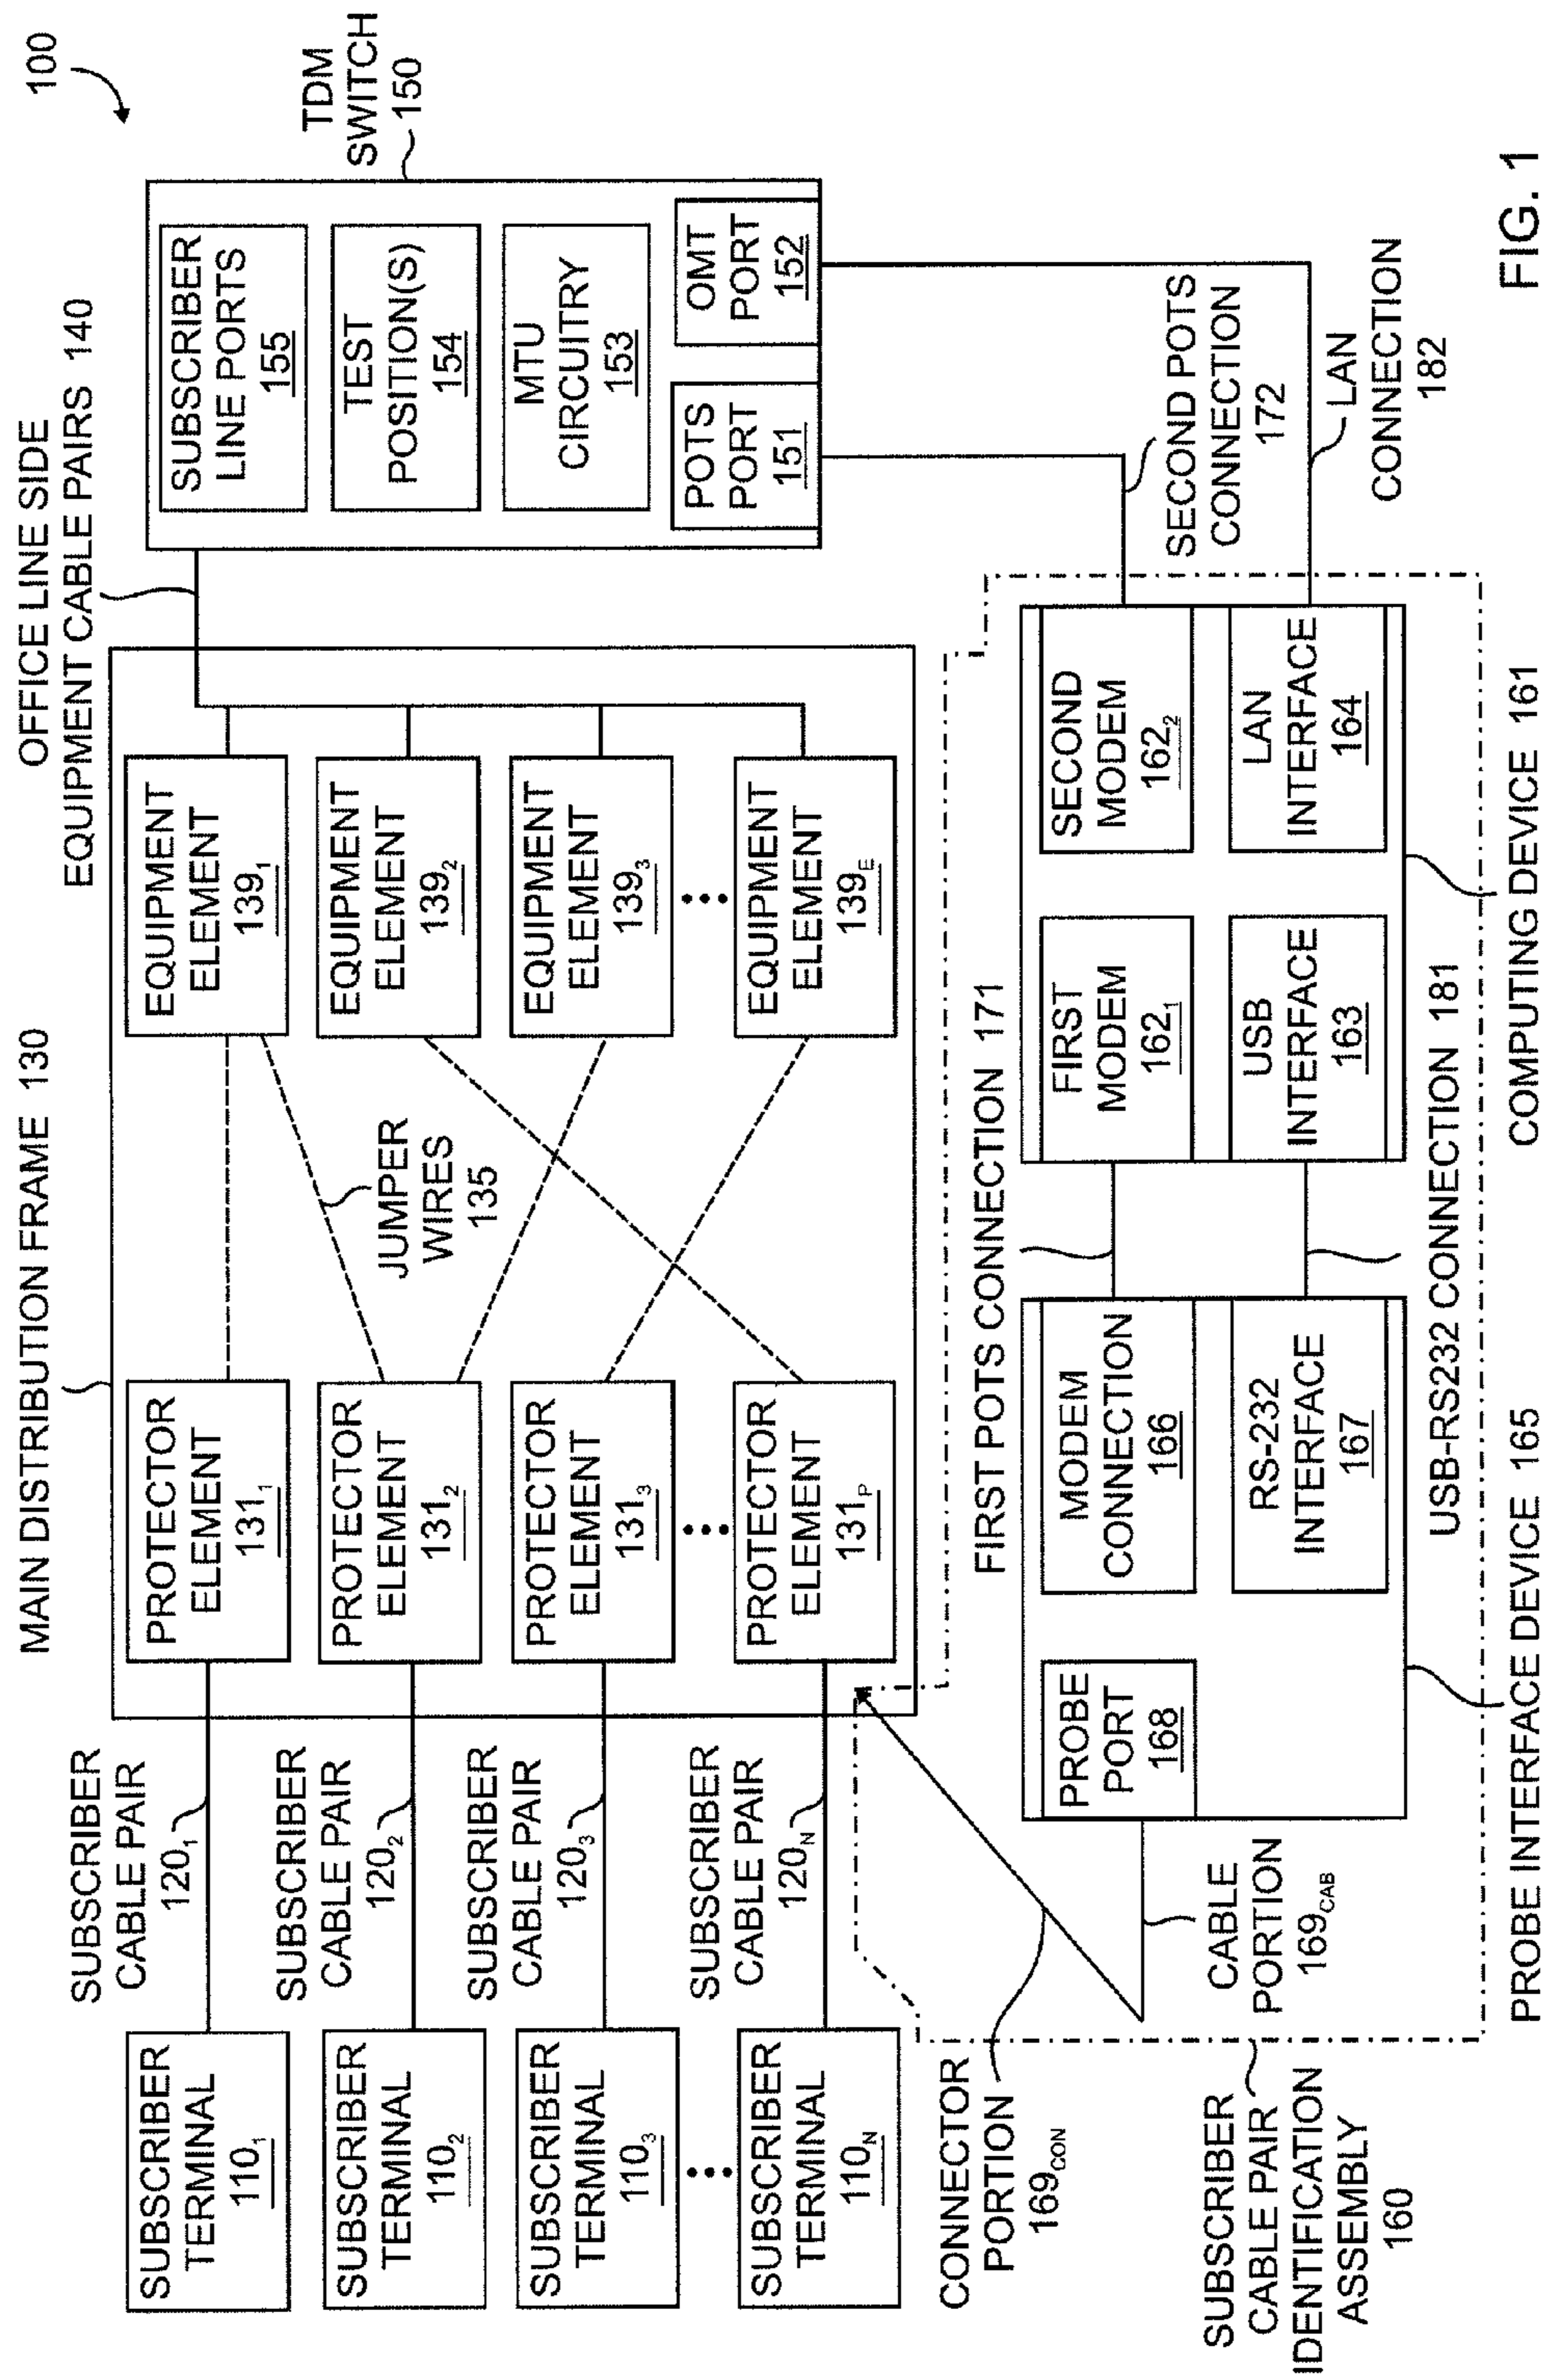 100
MAIN DISTRIBUTION FRAME 130
OFFICE LINE SIDE
EQUIPMENT CABLE PAIRS 140
TDM
SWITCH
150
SUBSCRIBER
TERMINAL
110₁
SUBSCRIBER
CABLE PAIR
120₁
PROTECTOR
ELEMENT
131₁
EQUIPMENT
ELEMENT
139₁
SUBSCRIBER
LINE PORTS
155
SUBSCRIBER
TERMINAL
110₂
SUBSCRIBER
CABLE PAIR
120₂
PROTECTOR
ELEMENT
131₂
JUMPER
WIRES
135
EQUIPMENT
ELEMENT
139₂
TEST
POSITION(S)
154
SUBSCRIBER
TERMINAL
110₃
SUBSCRIBER
CABLE PAIR
120₃
PROTECTOR
ELEMENT
131₃
EQUIPMENT
ELEMENT
139₃
MTU
CIRCUITRY
153
SUBSCRIBER
TERMINAL
110N
SUBSCRIBER
CABLE PAIR
120N
PROTECTOR
ELEMENT
131P
EQUIPMENT
ELEMENT
139E
POTS
PORT
151
OMT
PORT
152
CONNECTOR
PORTION
169CON
FIRST POTS CONNECTION 171
PROBE
PORT
168
MODEM
CONNECTION
166
FIRST
MODEM
162₁
SECOND
MODEM
162₂
SECOND POTS
CONNECTION
172
CABLE
PORTION
169CAB
RS-232
INTERFACE
167
USB
INTERFACE
163
LAN
INTERFACE
164
LAN
CONNECTION
182
SUBSCRIBER
CABLE PAIR
IDENTIFICATION
ASSEMBLY
160
USB-RS232 CONNECTION 181
PROBE INTERFACE DEVICE 165
COMPUTING DEVICE 161
FIG. 1